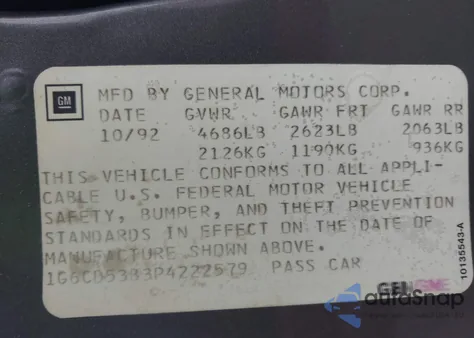 GM
MFD BY GENERAL MOTORS CORP.
DATE GVWR GAWR FRT GAWR RR
10/92 4686LB 2623LB 2063LB
2126KG 1190KG 936KG
THIS VEHICLE CONFORMS TO ALL APPLI-
CABLE U.S. FEDERAL MOTOR VEHICLE
SAFETY, BUMPER, AND THEFT PREVENTION
STANDARDS IN EFFECT ON THE DATE OF
MANUFACTURE SHOWN ABOVE.
1G6CD5383P4222579 PASS CAR
10135543-A
autoSnap